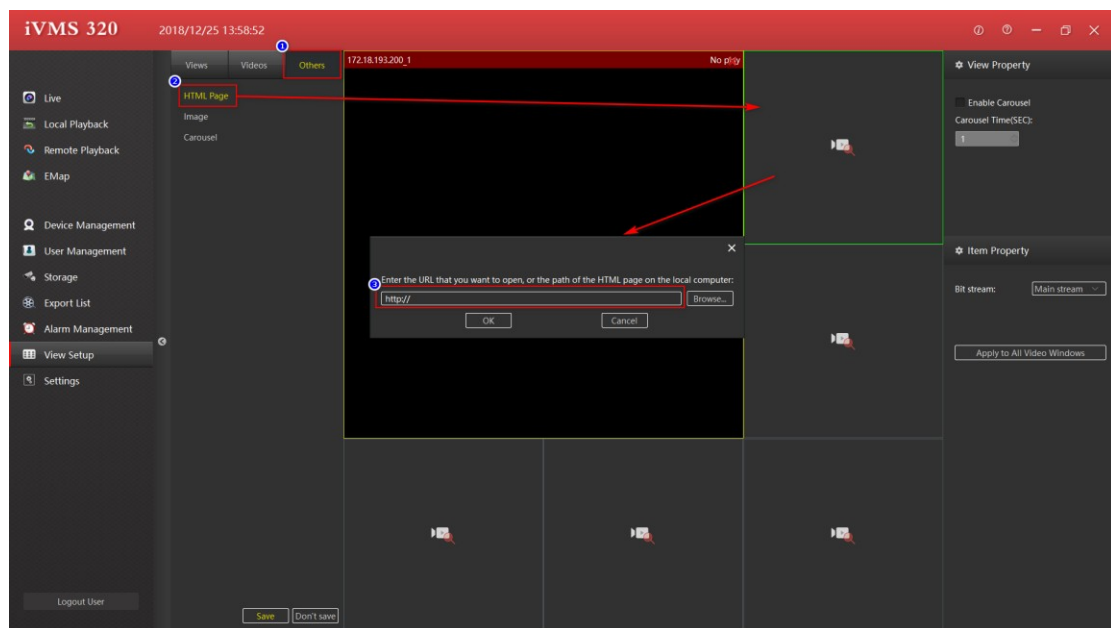 iVMS 320
2018/12/25 13:58:52
Live
Local Playback
Remote Playback
EMap
Device Management
User Management
Storage
Export List
Alarm Management
View Setup
Settings
Logout User
1
Views
Videos
Others
2
HTML Page
Image
Carousel
Save
Don't save
172.18.193.200_1
No play
Enter the URL that you want to open, or the path of the HTML page on the local computer:
3
http://
Browse...
OK
Cancel
View Property
Enable Carousel
Carousel Time(SEC):
1
Item Property
Bit stream:
Main stream
Apply to All Video Windows